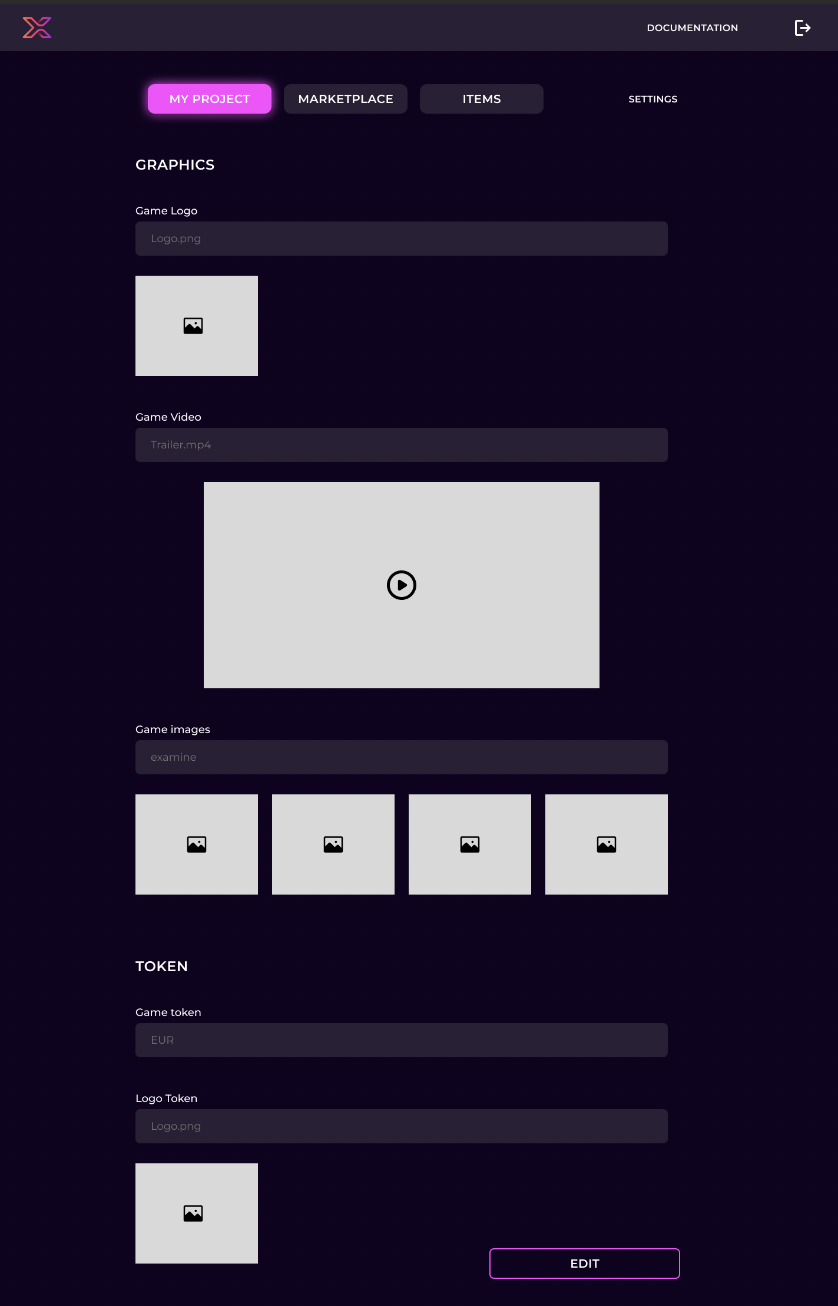 DOCUMENTATION
MY PROJECT MARKETPLACE ITEMS SETTINGS
GRAPHICS
Game Logo
Logo.png
Game Video
Trailer.mp4
Game images
examine
TOKEN
Game token
EUR
Logo Token
Logo.png
EDIT